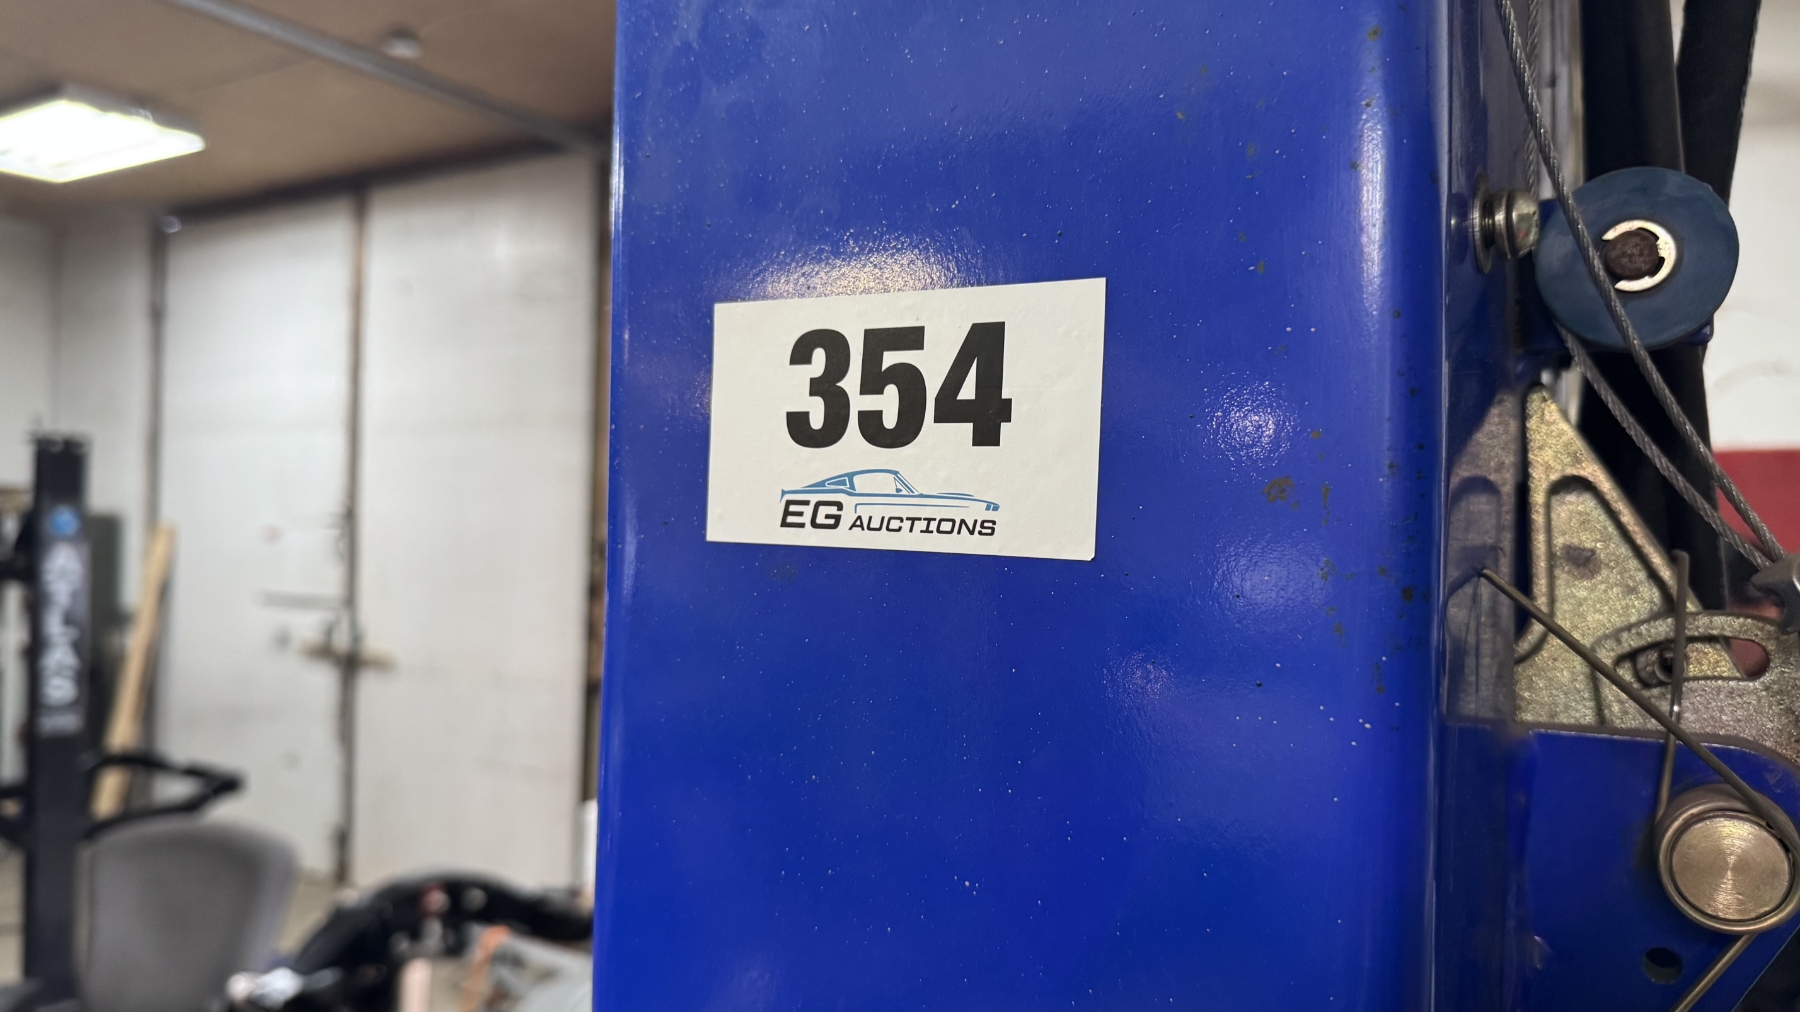 354
EG AUCTIONS
ATLAS